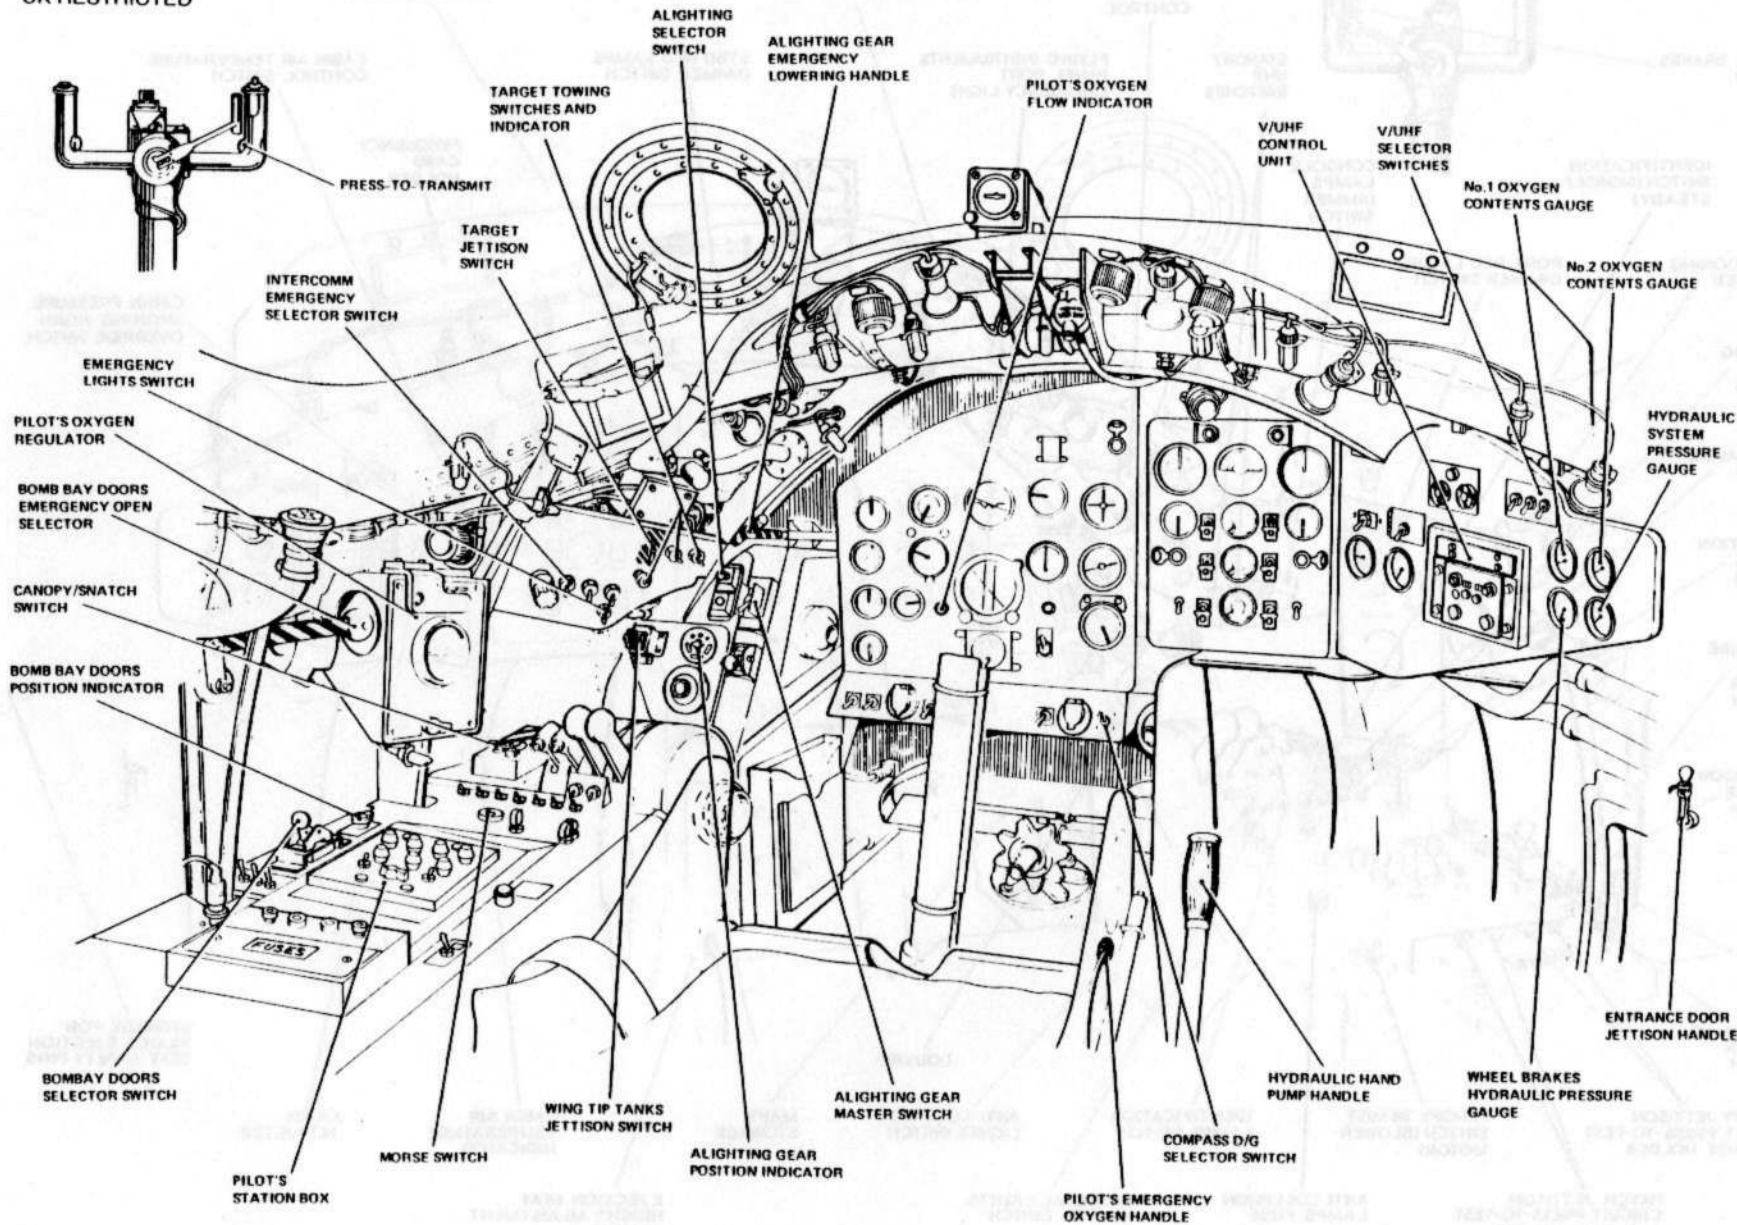 UK RESTRICTED
ALIGHTING
SELECTOR
SWITCH
ALIGHTING GEAR
EMERGENCY
LOWERING HANDLE
TARGET TOWING
SWITCHES AND
INDICATOR
PILOT'S OXYGEN
FLOW INDICATOR
V/UHF
CONTROL
UNIT
V/UHF
SELECTOR
SWITCHES
PRESS-TO-TRANSMIT
No.1 OXYGEN
CONTENTS GAUGE
TARGET
JETTISON
SWITCH
No.2 OXYGEN
CONTENTS GAUGE
INTERCOMM
EMERGENCY
SELECTOR SWITCH
EMERGENCY
LIGHTS SWITCH
PILOT'S OXYGEN
REGULATOR
HYDRAULIC
SYSTEM
PRESSURE
GAUGE
BOMB BAY DOORS
EMERGENCY OPEN
SELECTOR
CANOPY/SNATCH
SWITCH
BOMB BAY DOORS
POSITION INDICATOR
FUSES
ENTRANCE DOOR
JETTISON HANDLE
BOMBAY DOORS
SELECTOR SWITCH
HYDRAULIC HAND
PUMP HANDLE
WHEEL BRAKES
HYDRAULIC PRESSURE
GAUGE
WING TIP TANKS
JETTISON SWITCH
ALIGHTING GEAR
MASTER SWITCH
MORSE SWITCH
ALIGHTING GEAR
POSITION INDICATOR
COMPASS D/G
SELECTOR SWITCH
PILOT'S
STATION BOX
PILOT'S EMERGENCY
OXYGEN HANDLE